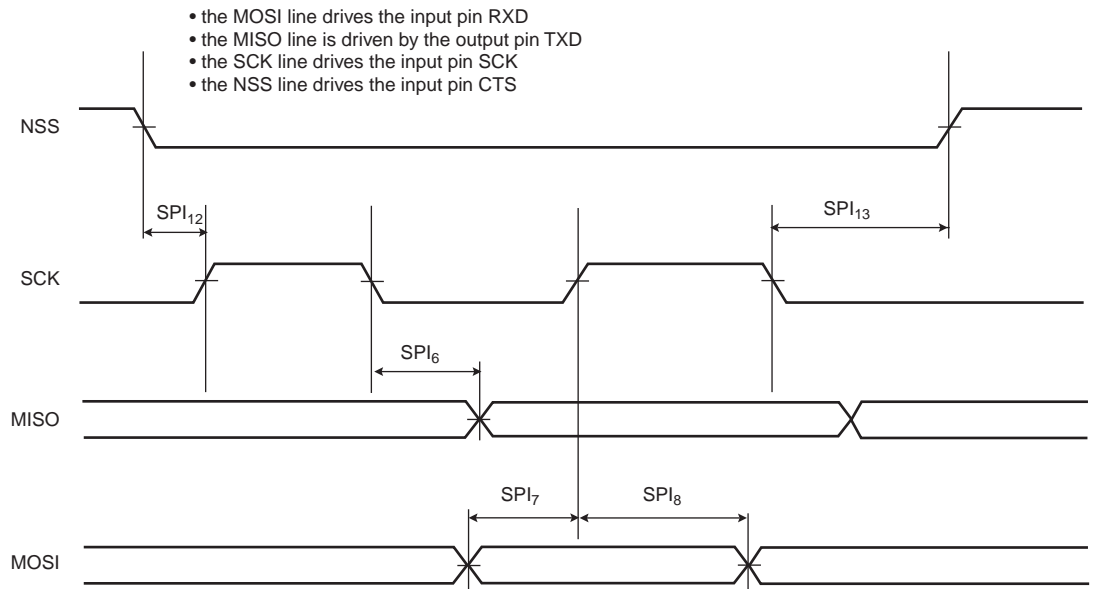 • the MOSI line drives the input pin RXD
• the MISO line is driven by the output pin TXD
• the SCK line drives the input pin SCK
• the NSS line drives the input pin CTS
NSS
SPI₁₂
SPI₁₃
SCK
SPI₆
MISO
SPI₇
SPI₈
MOSI